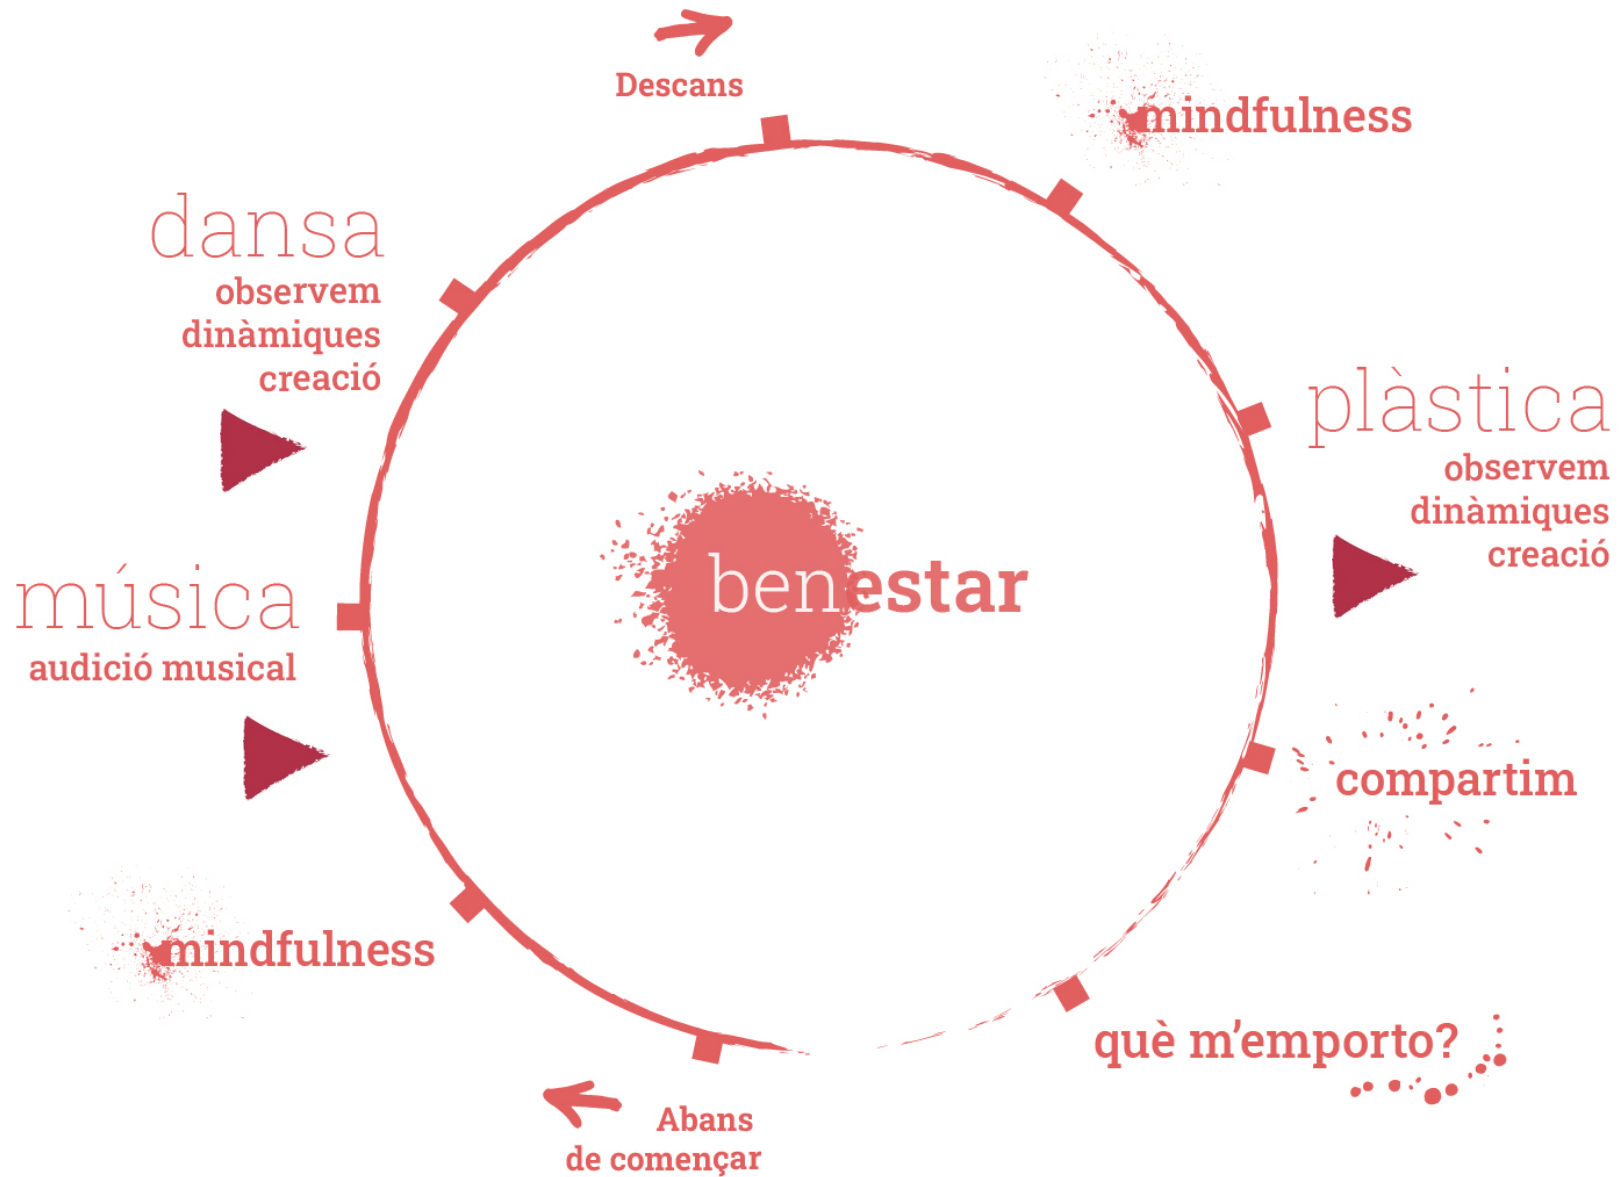 Descans
mindfulness
dansa
observem
dinàmiques
creació
plàstica
observem
dinàmiques
creació
benestar
música
audició musical
compartim
mindfulness
què m’emporto?
Abans
de començar